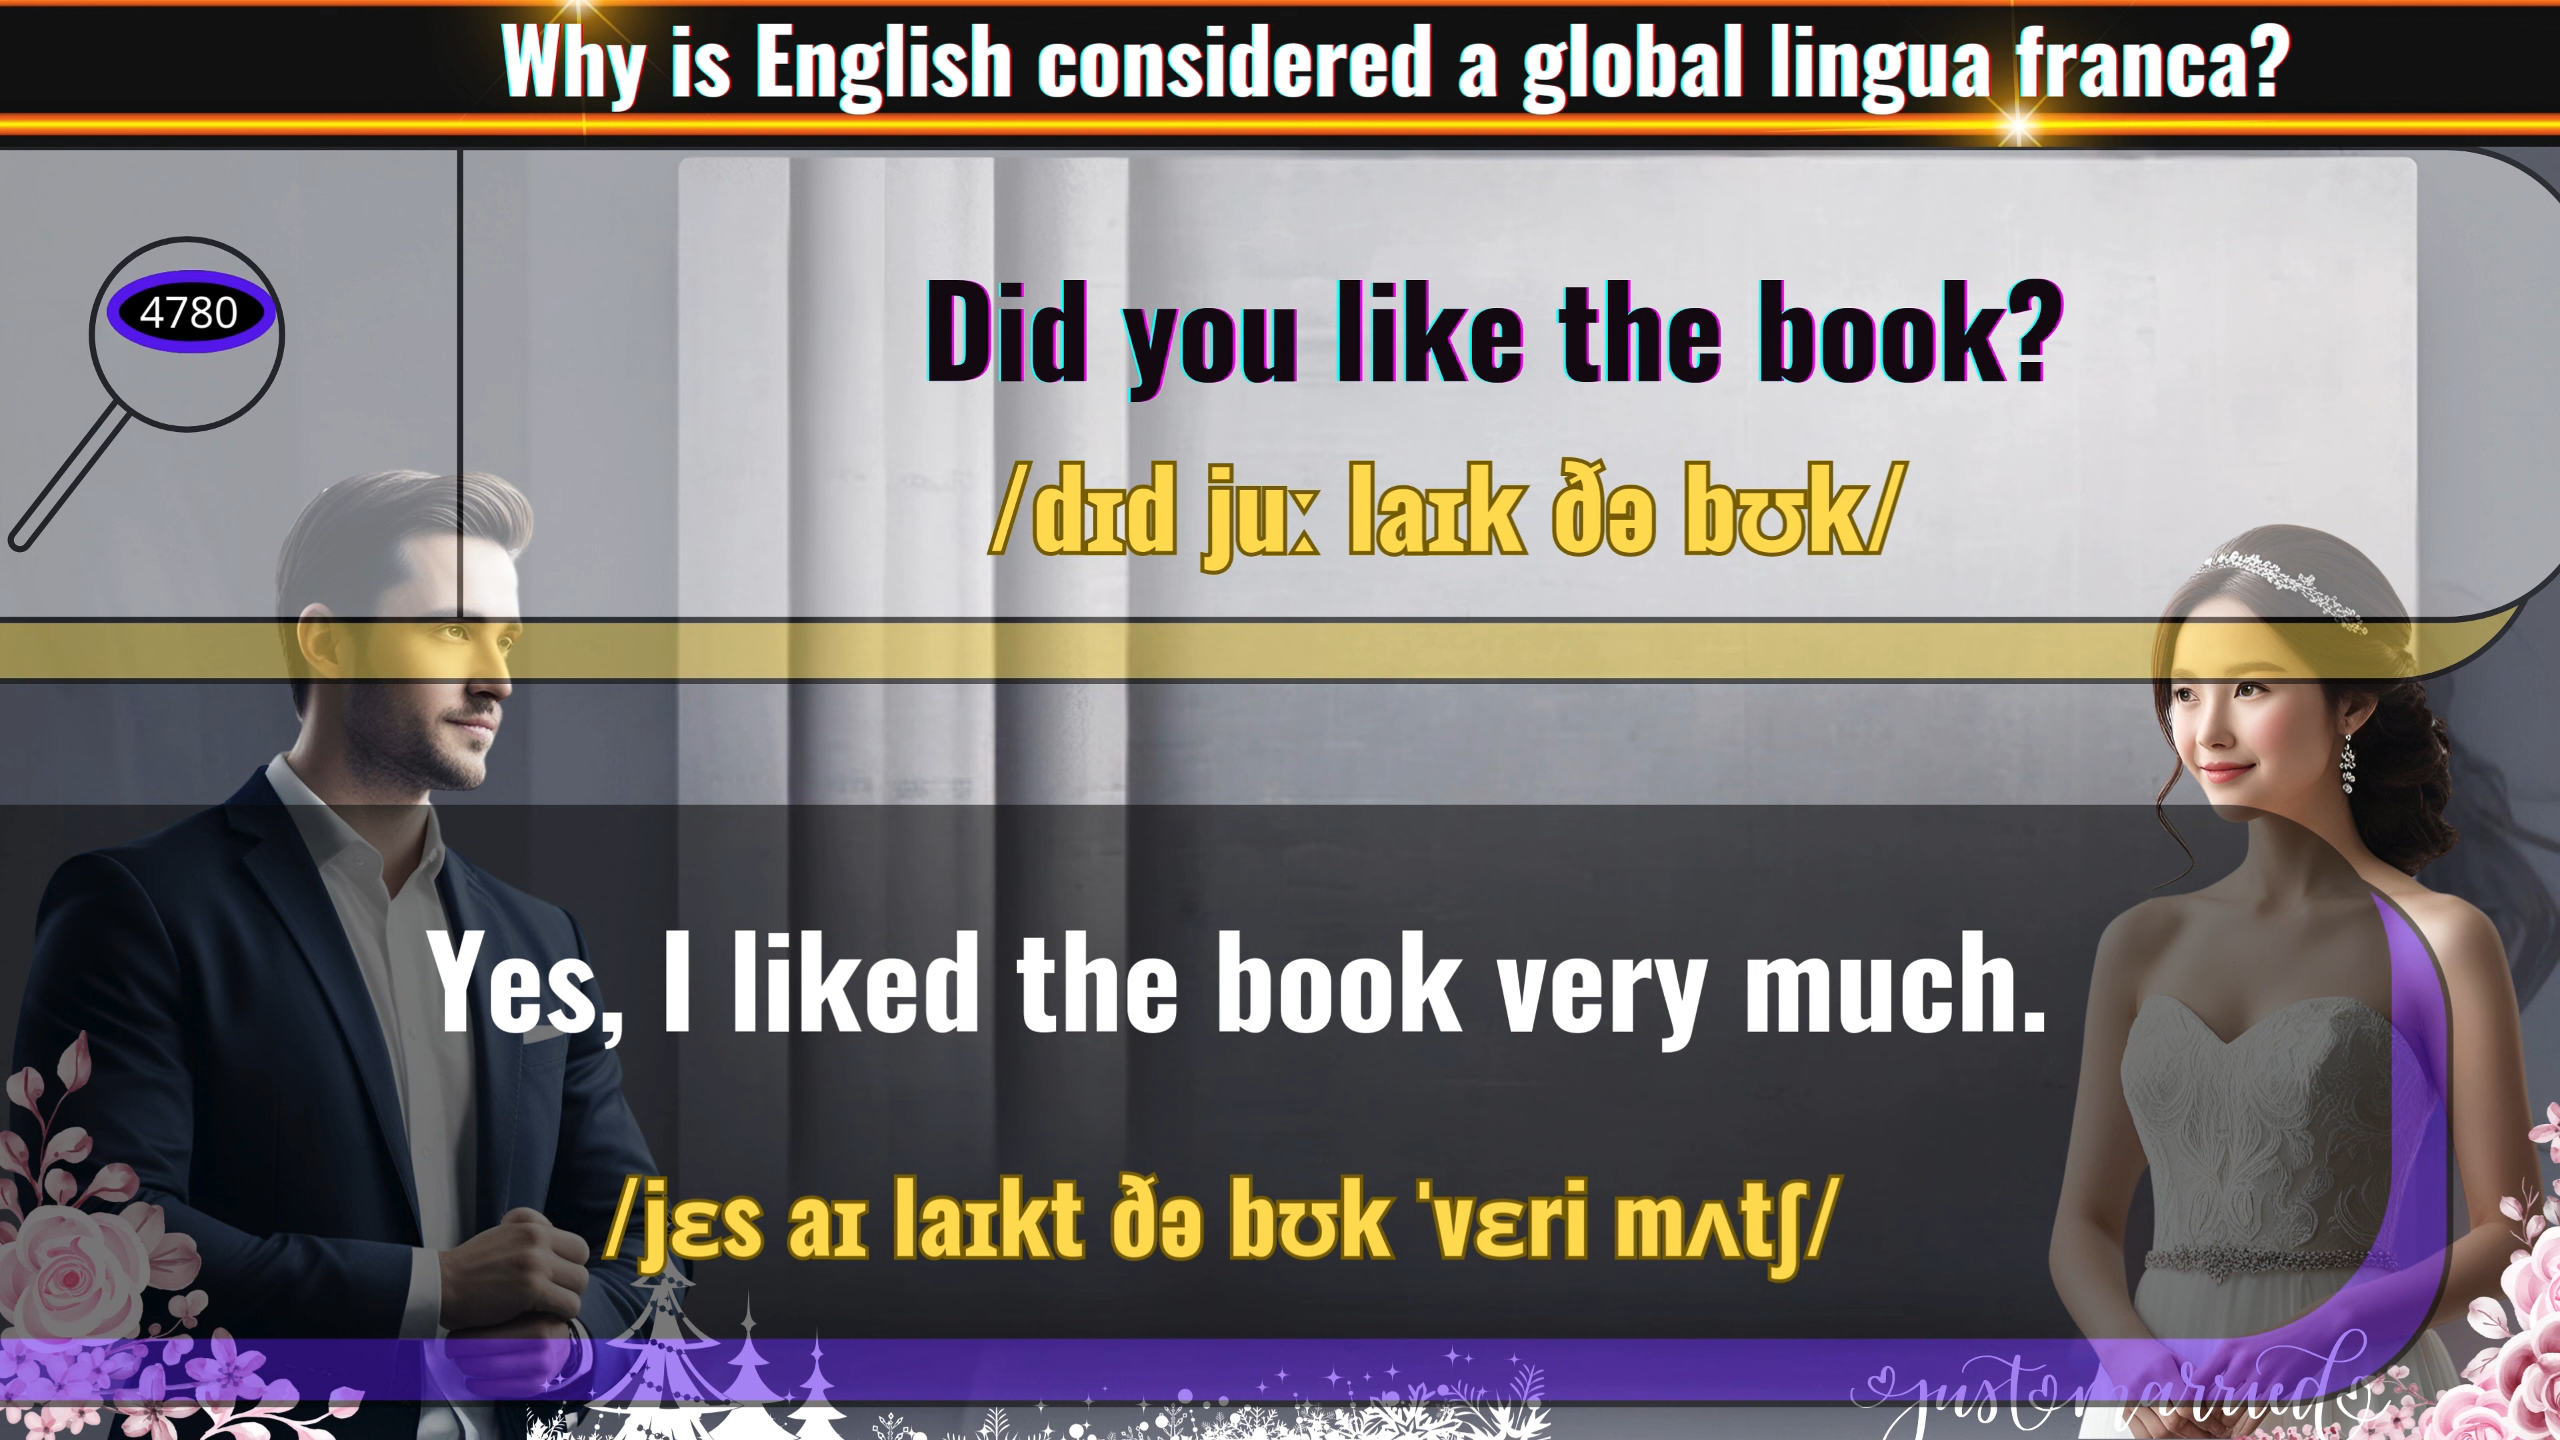 Why is English considered a global lingua franca?
4780
Did you like the book?
/dɪd juː laɪk ðə bʊk/
Yes, I liked the book very much.
/jɛs aɪ laɪkt ðə bʊk ˈvɛri mʌtʃ/
just married